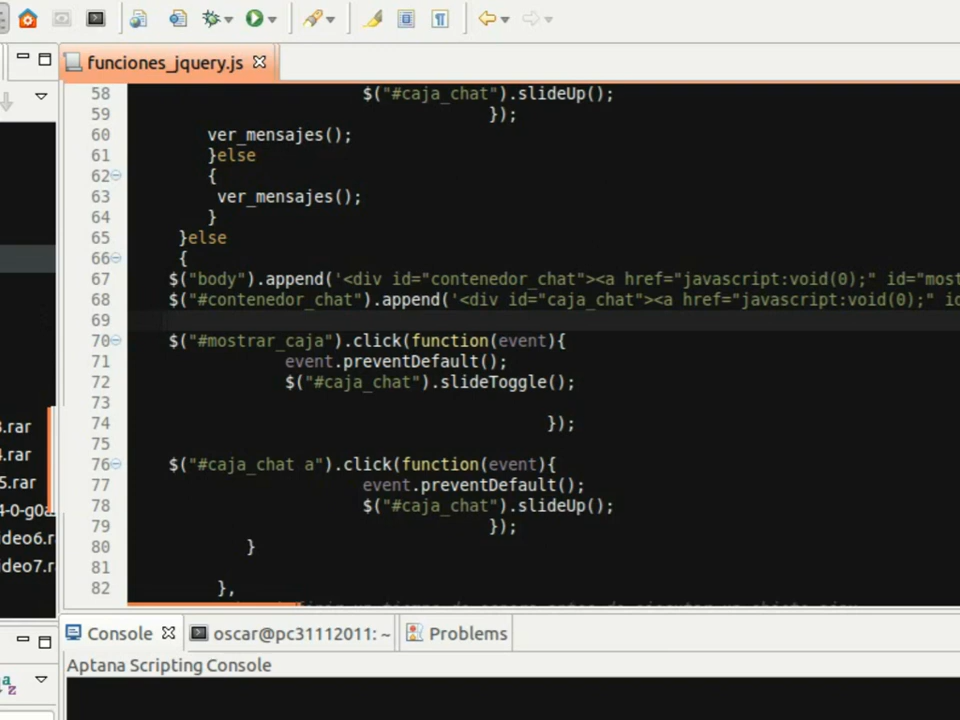 funciones_jquery.js
58 $("#caja_chat").slideUp();
59 });
60 ver_mensajes();
61 }else
62 {
63 ver_mensajes();
64 }
65 }else
66 {
67 $("body").append('<div id="contenedor_chat"><a href="javascript:void(0);" id="most
68 $("#contenedor_chat").append('<div id="caja_chat"><a href="javascript:void(0);" id
69
70 $("#mostrar_caja").click(function(event){
71 event.preventDefault();
72 $("#caja_chat").slideToggle();
73
74 });
75
76 $("#caja_chat a").click(function(event){
77 event.preventDefault();
78 $("#caja_chat").slideUp();
79 });
80 }
81
82 },
.rar
.rar
5.rar
4-0-g0a
ideo6.r
ideo7.r
Console
oscar@pc31112011: ~
Problems
Aptana Scripting Console